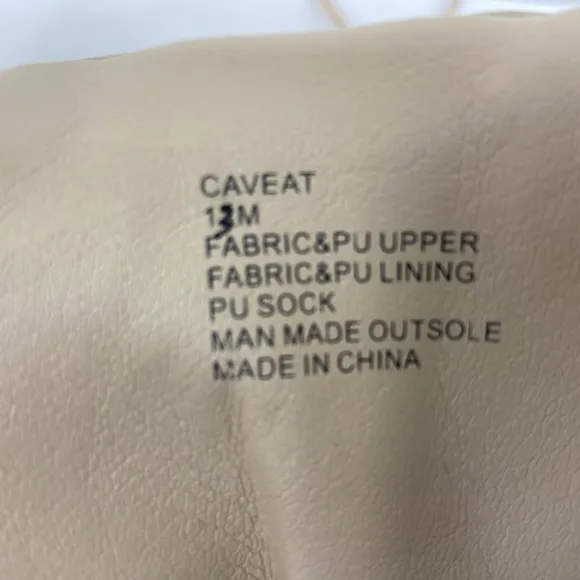 CAVEAT
13M
FABRIC&PU UPPER
FABRIC&PU LINING
PU SOCK
MAN MADE OUTSOLE
MADE IN CHINA